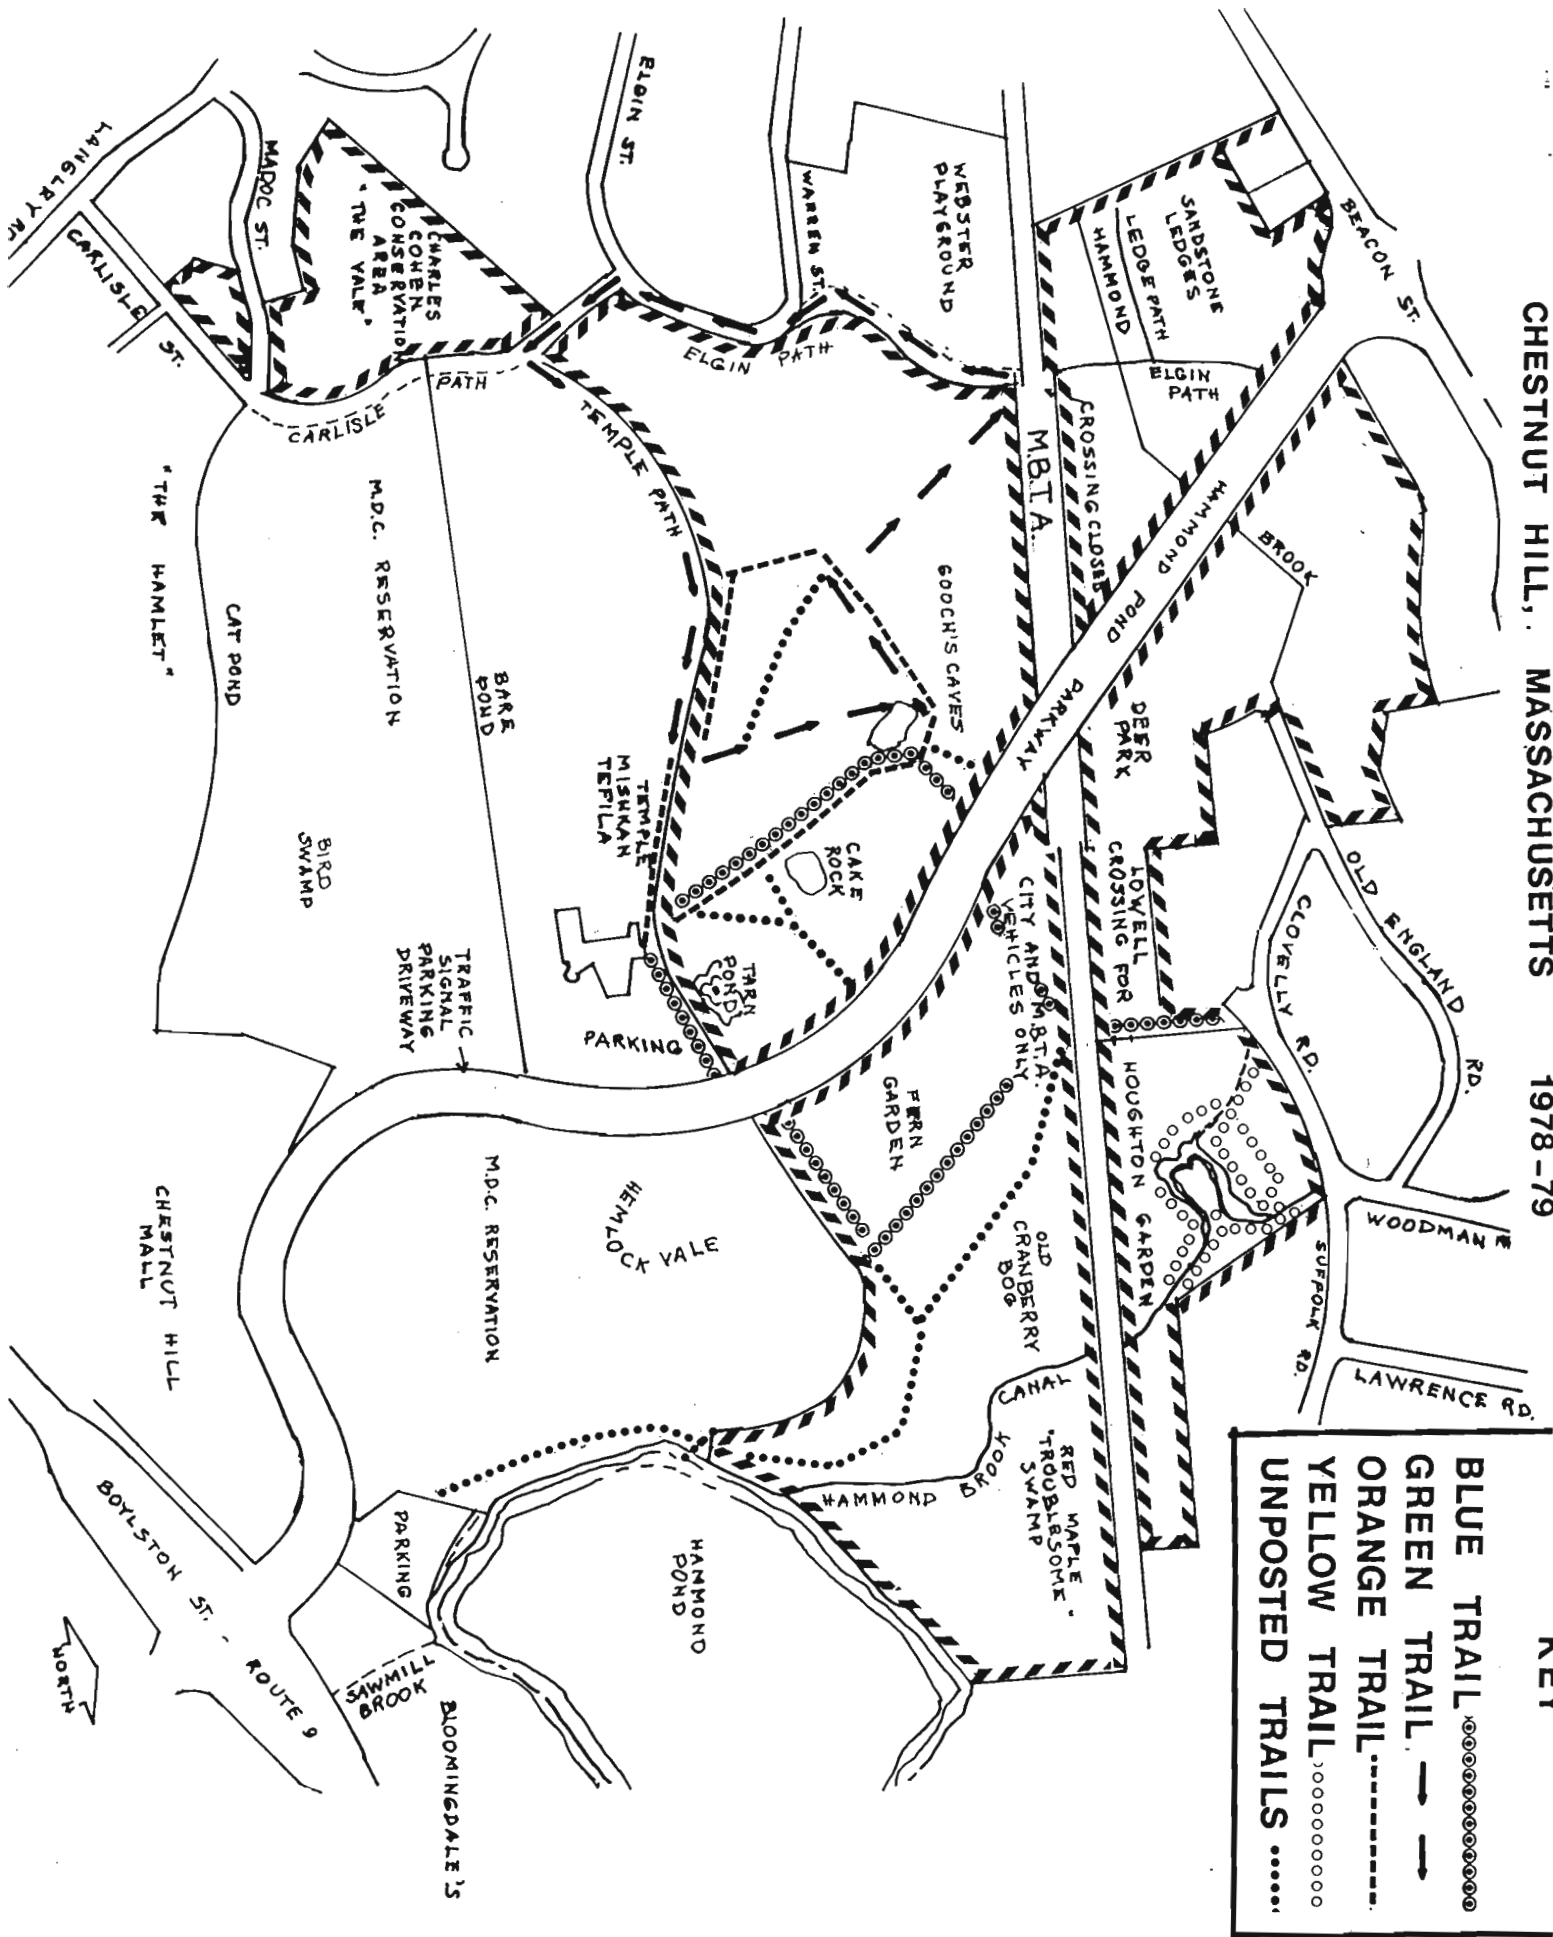 CHESTNUT HILL, MASSACHUSETTS 1978-79
KEY
BLUE TRAIL
GREEN TRAIL
ORANGE TRAIL
YELLOW TRAIL
UNPOSTED TRAILS
BEACON ST.
SANDSTONE
LEDGES
LEDGE PATH
HAMMOND
ELGIN
PATH
WEBSTER
PLAYGROUND
WARREN ST.
ELGIN ST.
ELGIN PATH
CHARLES
COHEN
CONSERVATION
AREA
"THE VALE"
MADOC ST.
LANGLEY RD
CARLISLE ST.
CARLISLE PATH
TEMPLE PATH
M.B.T.A.
CROSSING CLOSED
HAMMOND POND PARKWAY
BROOK
DEER
PARK
GOOCH'S CAVES
"THE HAMLET"
CAT POND
M.D.C. RESERVATION
BARE
POND
BIRD
SWAMP
TEMPLE
MISHKAN
TEFILA
CAKE
ROCK
TARN
POND
PARKING
TRAFFIC
SIGNAL
PARKING
DRIVEWAY
LOWELL
CROSSING FOR
CITY AND M.B.T.A.
VEHICLES ONLY
OLD ENGLAND RD.
CLOVELLY RD.
HOUGHTON GARDEN
WOODMAN
SUFFOLK RD.
LAWRENCE RD.
FERN
GARDEN
OLD
CRANBERRY
BOG
HEMLOCK VALE
M.D.C. RESERVATION
CHESTNUT HILL
MALL
CANAL
HAMMOND BROOK
RED MAPLE
"TROUBLESOME"
SWAMP
HAMMOND
POND
PARKING
SAWMILL
BROOK
BLOOMINGDALE'S
BOYLSTON ST. - ROUTE 9
NORTH